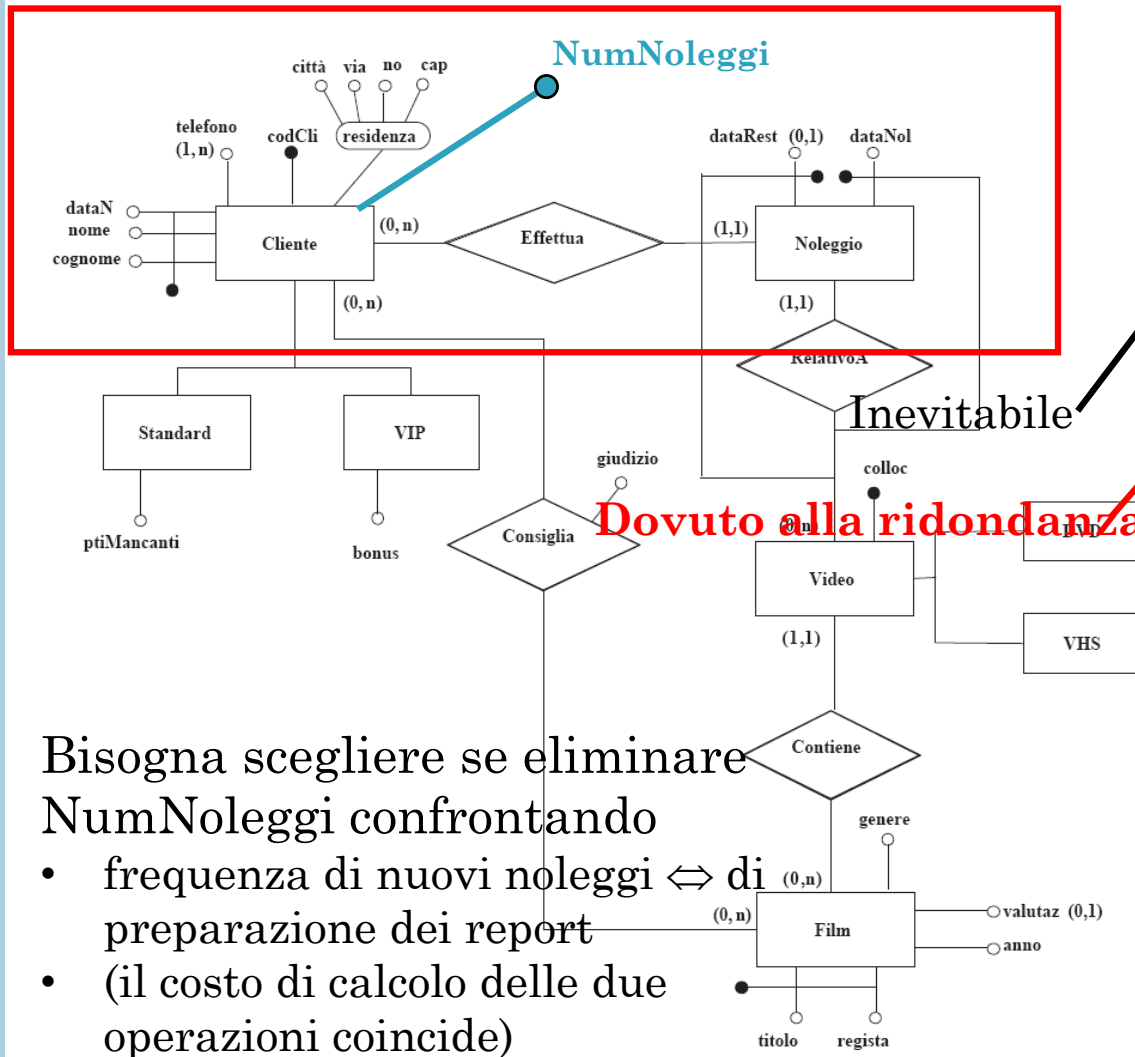 NumNoleggi
città via no cap
telefono
(1,n)
codCli
residenza
dataRest (0,1) dataNol
dataN
nome
cognome
Cliente
(0,n)
Effettua
(1,1)
Noleggio
(0,n)
(1,1)
RelativoA
Inevitabile
Standard
VIP
giudizio
colloc
Dovuto alla ridondanza
(0,n)
DVD
ptiMancanti
bonus
Consiglia
Video
(1,1)
VHS
Bisogna scegliere se eliminare
NumNoleggi confrontando
• frequenza di nuovi noleggi ⇔ di
preparazione dei report
• (il costo di calcolo delle due
operazioni coincide)
Contiene
genere
(0,n)
(0,n)
Film
valutaz (0,1)
anno
titolo regista